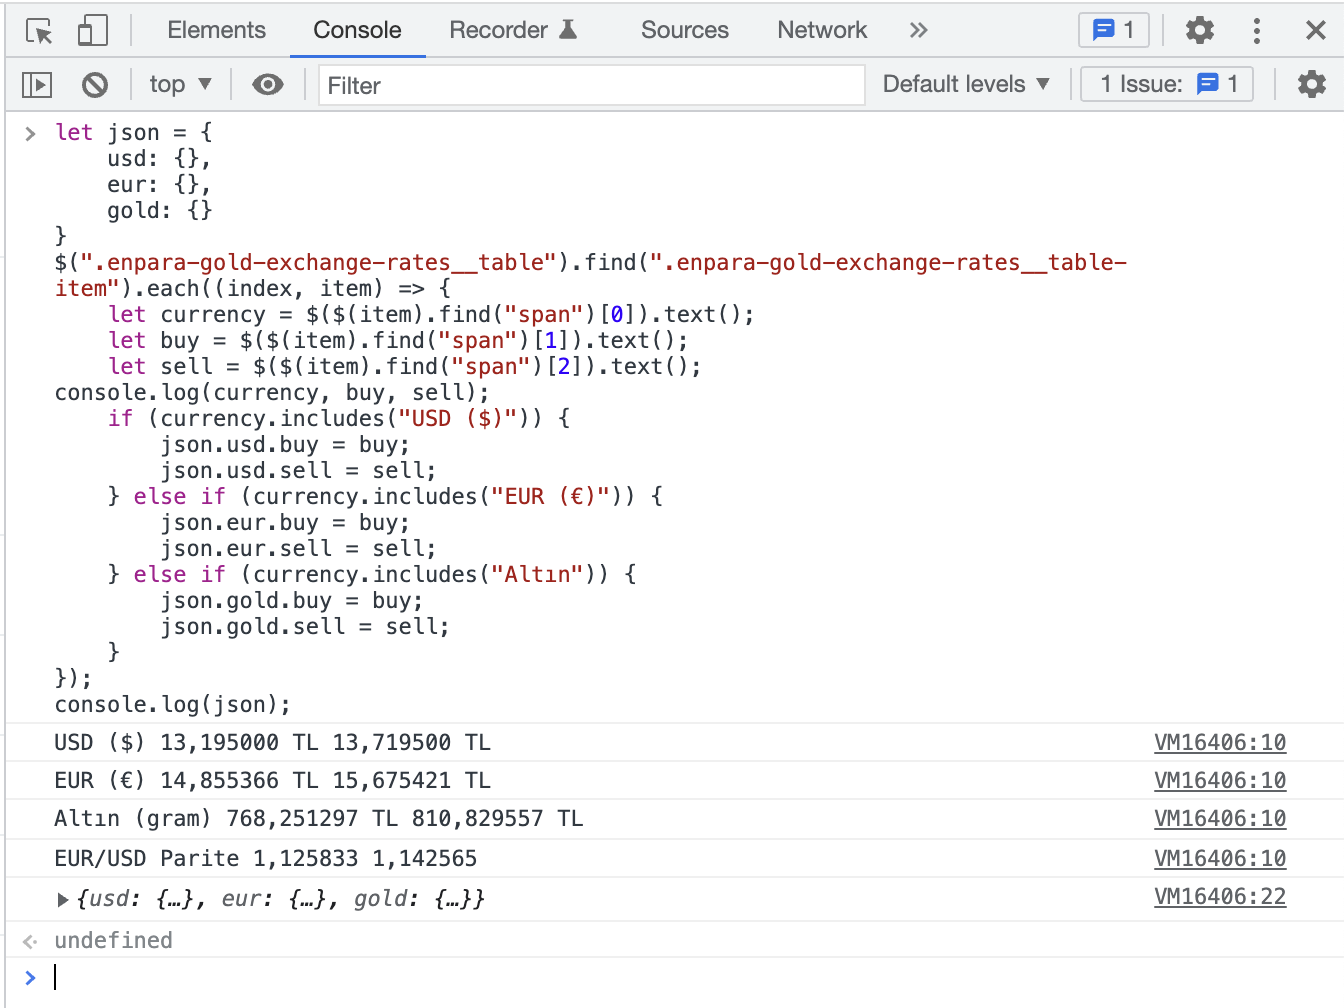 Elements Console Recorder Sources Network 1
top Filter Default levels 1 Issue: 1
let json = {
    usd: {},
    eur: {},
    gold: {}
}
$(".enpara-gold-exchange-rates__table").find(".enpara-gold-exchange-rates__table-
item").each((index, item) => {
    let currency = $($(item).find("span")[0]).text();
    let buy = $($(item).find("span")[1]).text();
    let sell = $($(item).find("span")[2]).text();
console.log(currency, buy, sell);
    if (currency.includes("USD ($)")) {
        json.usd.buy = buy;
        json.usd.sell = sell;
    } else if (currency.includes("EUR (€)")) {
        json.eur.buy = buy;
        json.eur.sell = sell;
    } else if (currency.includes("Altın")) {
        json.gold.buy = buy;
        json.gold.sell = sell;
    }
});
console.log(json);
USD ($) 13,195000 TL 13,719500 TL VM16406:10
EUR (€) 14,855366 TL 15,675421 TL VM16406:10
Altın (gram) 768,251297 TL 810,829557 TL VM16406:10
EUR/USD Parite 1,125833 1,142565 VM16406:10
{usd: {…}, eur: {…}, gold: {…}} VM16406:22
undefined